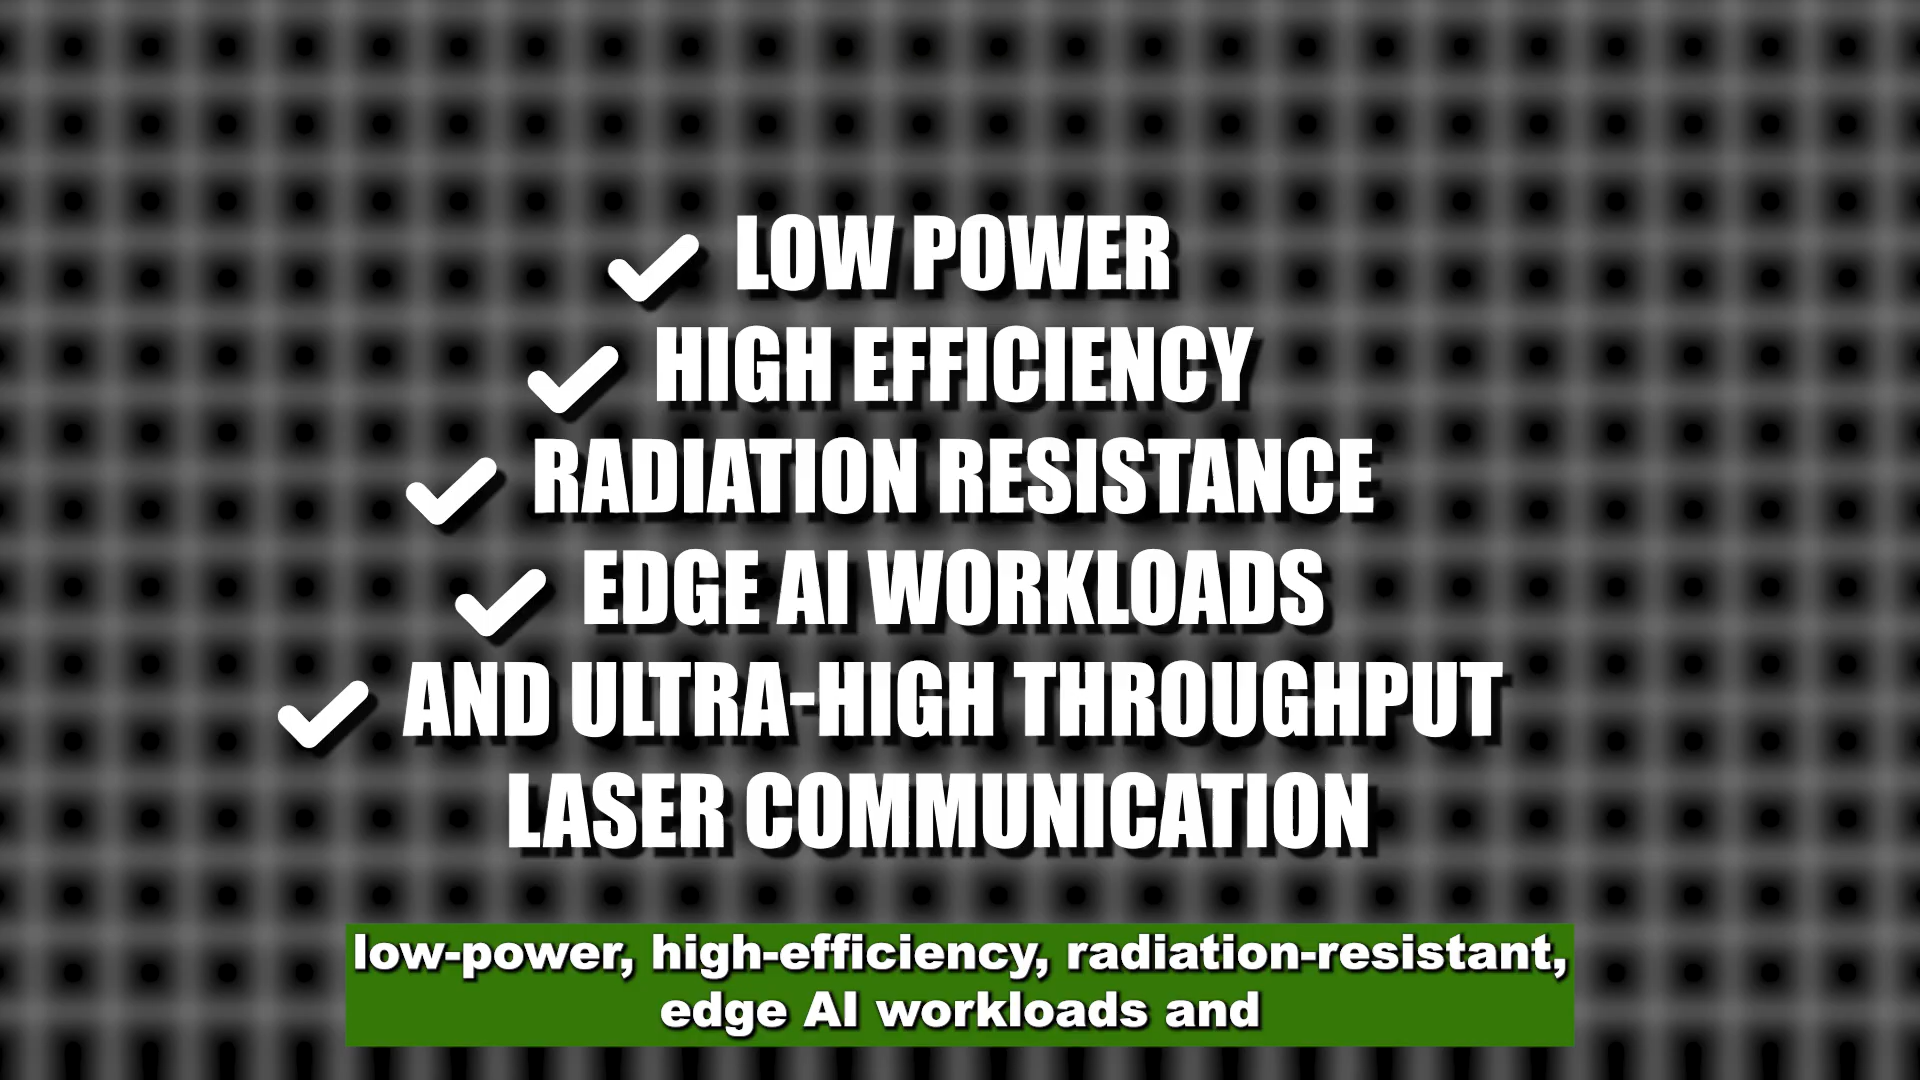 LOW POWER
HIGH EFFICIENCY
RADIATION RESISTANCE
EDGE AI WORKLOADS
AND ULTRA-HIGH THROUGHPUT
LASER COMMUNICATION
low-power, high-efficiency, radiation-resistant,
edge AI workloads and